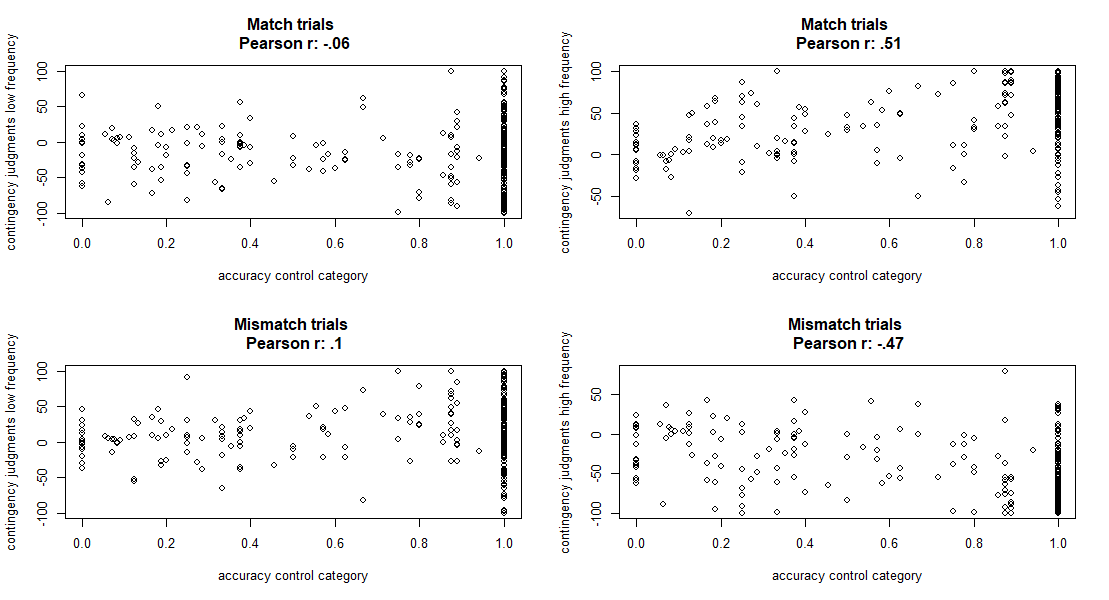 Match trials
Pearson r: -.06
contingency judgments low frequency
100
50
0
-50
-100
0.0 0.2 0.4 0.6 0.8 1.0
accuracy control category
Match trials
Pearson r: .51
contingency judgments high frequency
100
50
0
-50
0.0 0.2 0.4 0.6 0.8 1.0
accuracy control category
Mismatch trials
Pearson r: .1
contingency judgments low frequency
100
50
0
-50
-100
0.0 0.2 0.4 0.6 0.8 1.0
accuracy control category
Mismatch trials
Pearson r: -.47
contingency judgments high frequency
50
0
-50
-100
0.0 0.2 0.4 0.6 0.8 1.0
accuracy control category